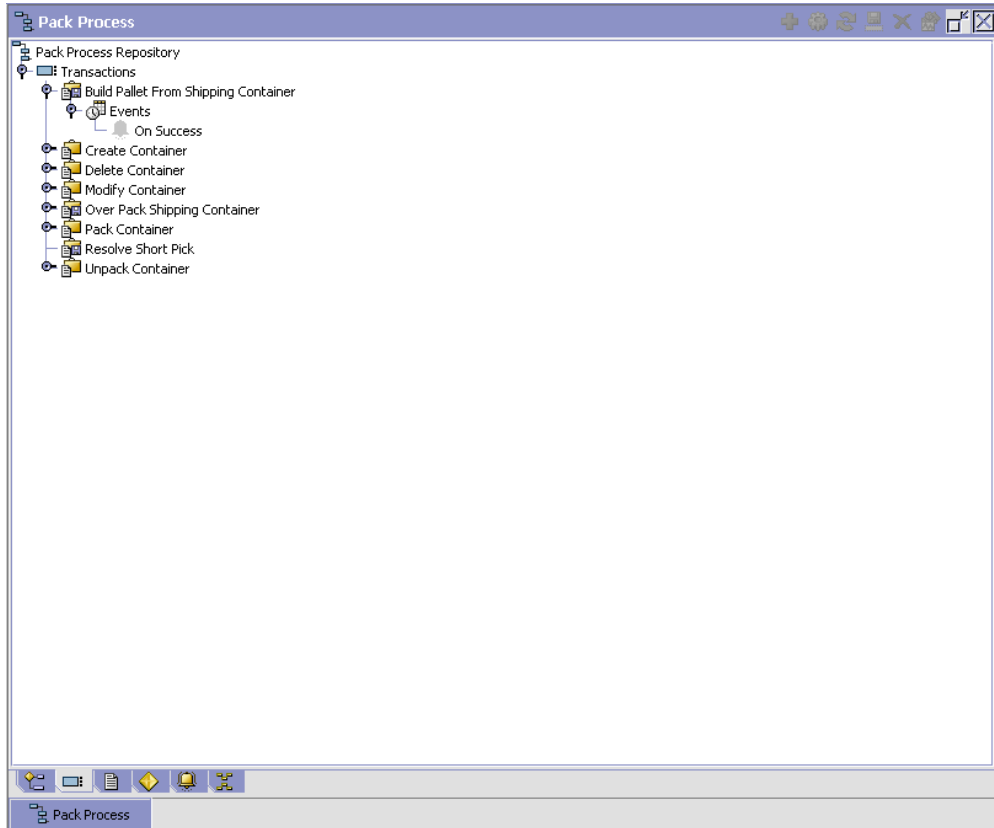 Pack Process
Pack Process Repository
Transactions
Build Pallet From Shipping Container
Events
On Success
Create Container
Delete Container
Modify Container
Over Pack Shipping Container
Pack Container
Resolve Short Pick
Unpack Container
Pack Process